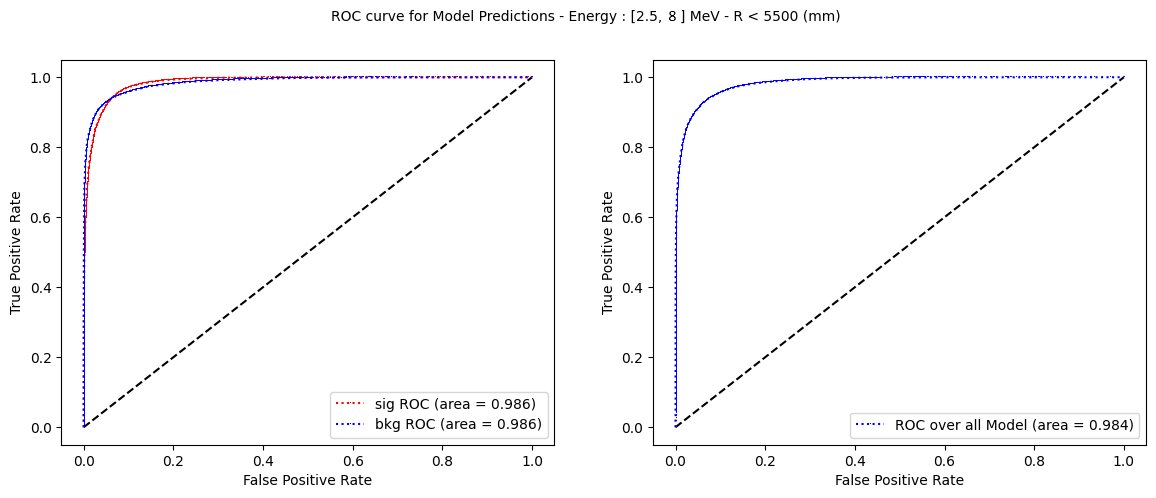 ROC curve for Model Predictions - Energy : [2.5, 8 ] MeV - R < 5500 (mm)
1.0
0.8
0.6
0.4
0.2
0.0
True Positive Rate
sig ROC (area = 0.986)
bkg ROC (area = 0.986)
0.0 0.2 0.4 0.6 0.8 1.0
False Positive Rate
1.0
0.8
0.6
0.4
0.2
0.0
True Positive Rate
ROC over all Model (area = 0.984)
0.0 0.2 0.4 0.6 0.8 1.0
False Positive Rate